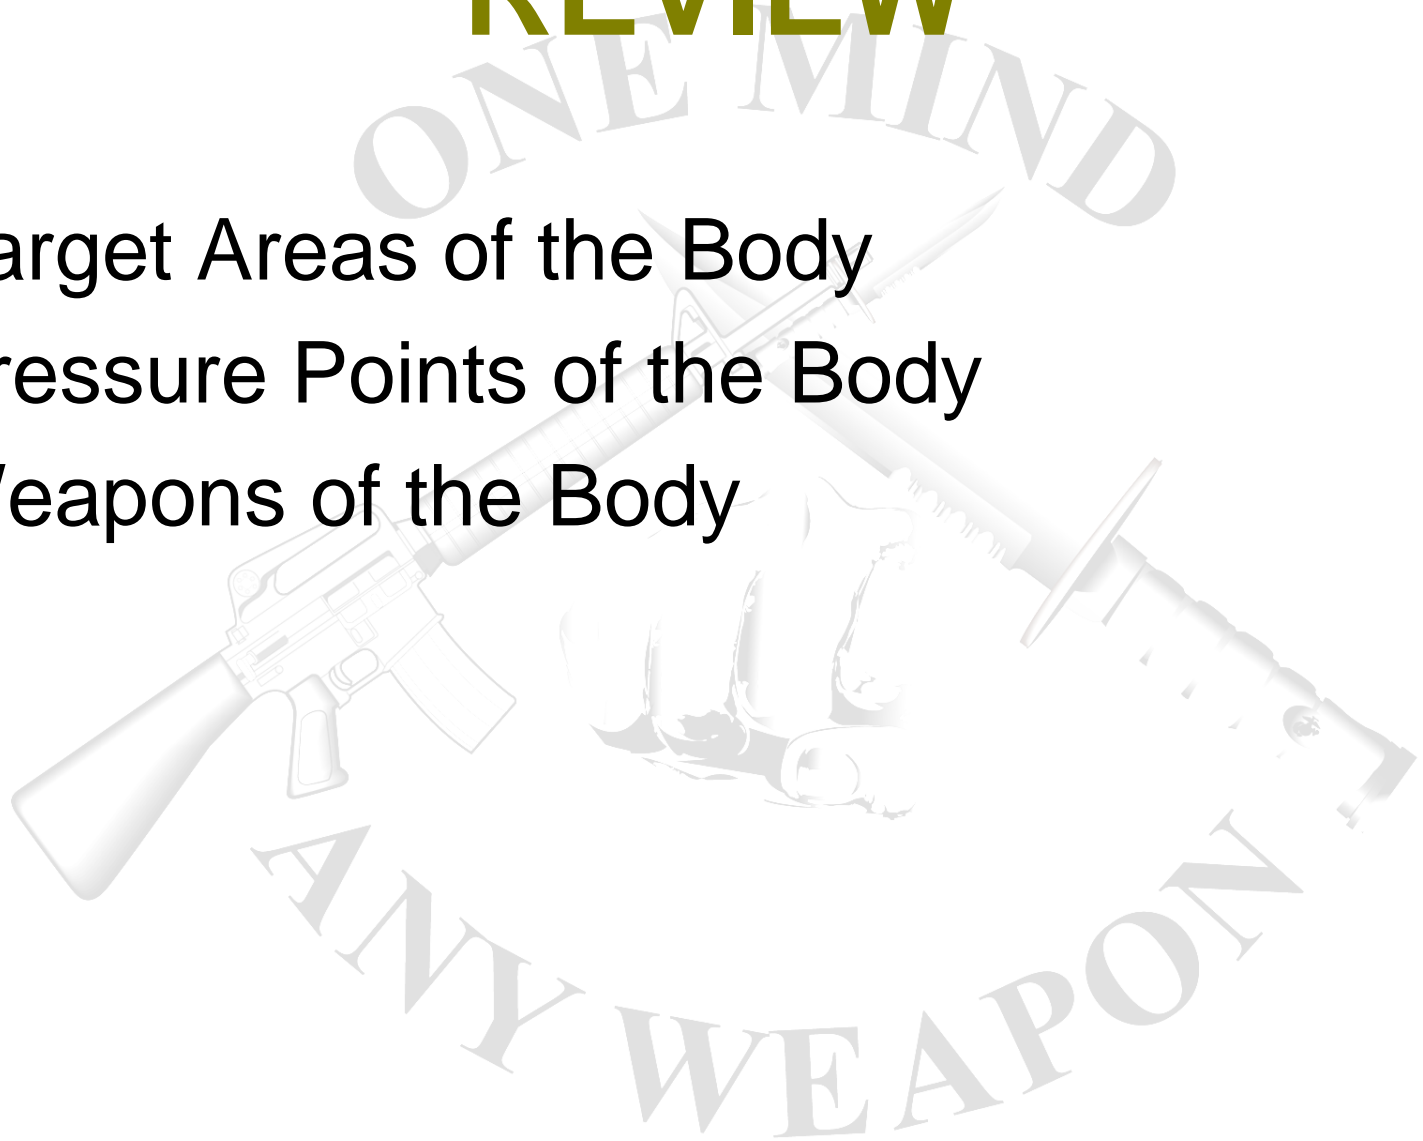 REVIEW
ONE MIND
arget Areas of the Body
ressure Points of the Body
eapons of the Body
ANY WEAPON